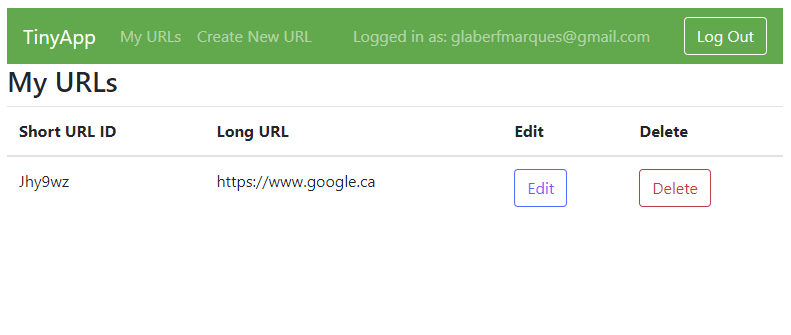 TinyApp My URLs Create New URL Logged in as: glaberfmarques@gmail.com Log Out
My URLs
Short URL ID Long URL Edit Delete
Jhy9wz https://www.google.ca Edit Delete